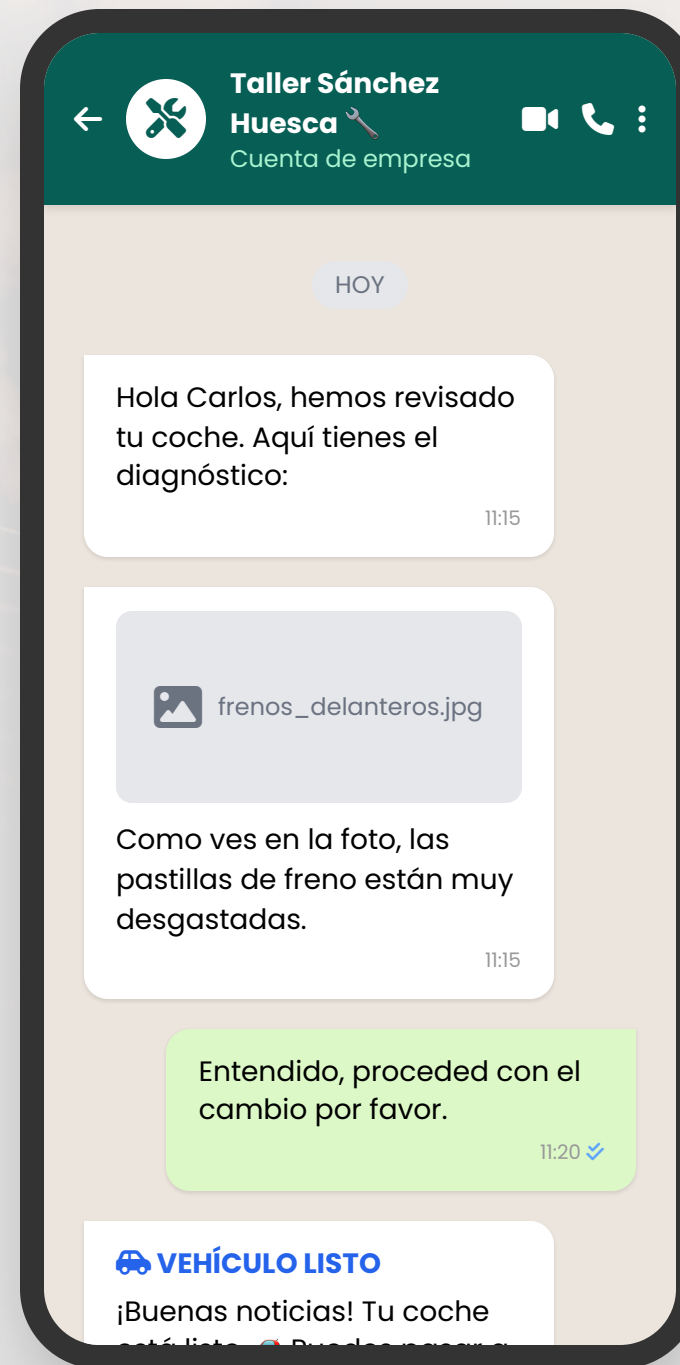 Taller Sánchez
Huesca 🔧
Cuenta de empresa
HOY
Hola Carlos, hemos revisado
tu coche. Aquí tienes el
diagnóstico:
11:15
frenos_delanteros.jpg
Como ves en la foto, las
pastillas de freno están muy
desgastadas.
11:15
Entendido, proceded con el
cambio por favor.
11:20
VEHÍCULO LISTO
¡Buenas noticias! Tu coche